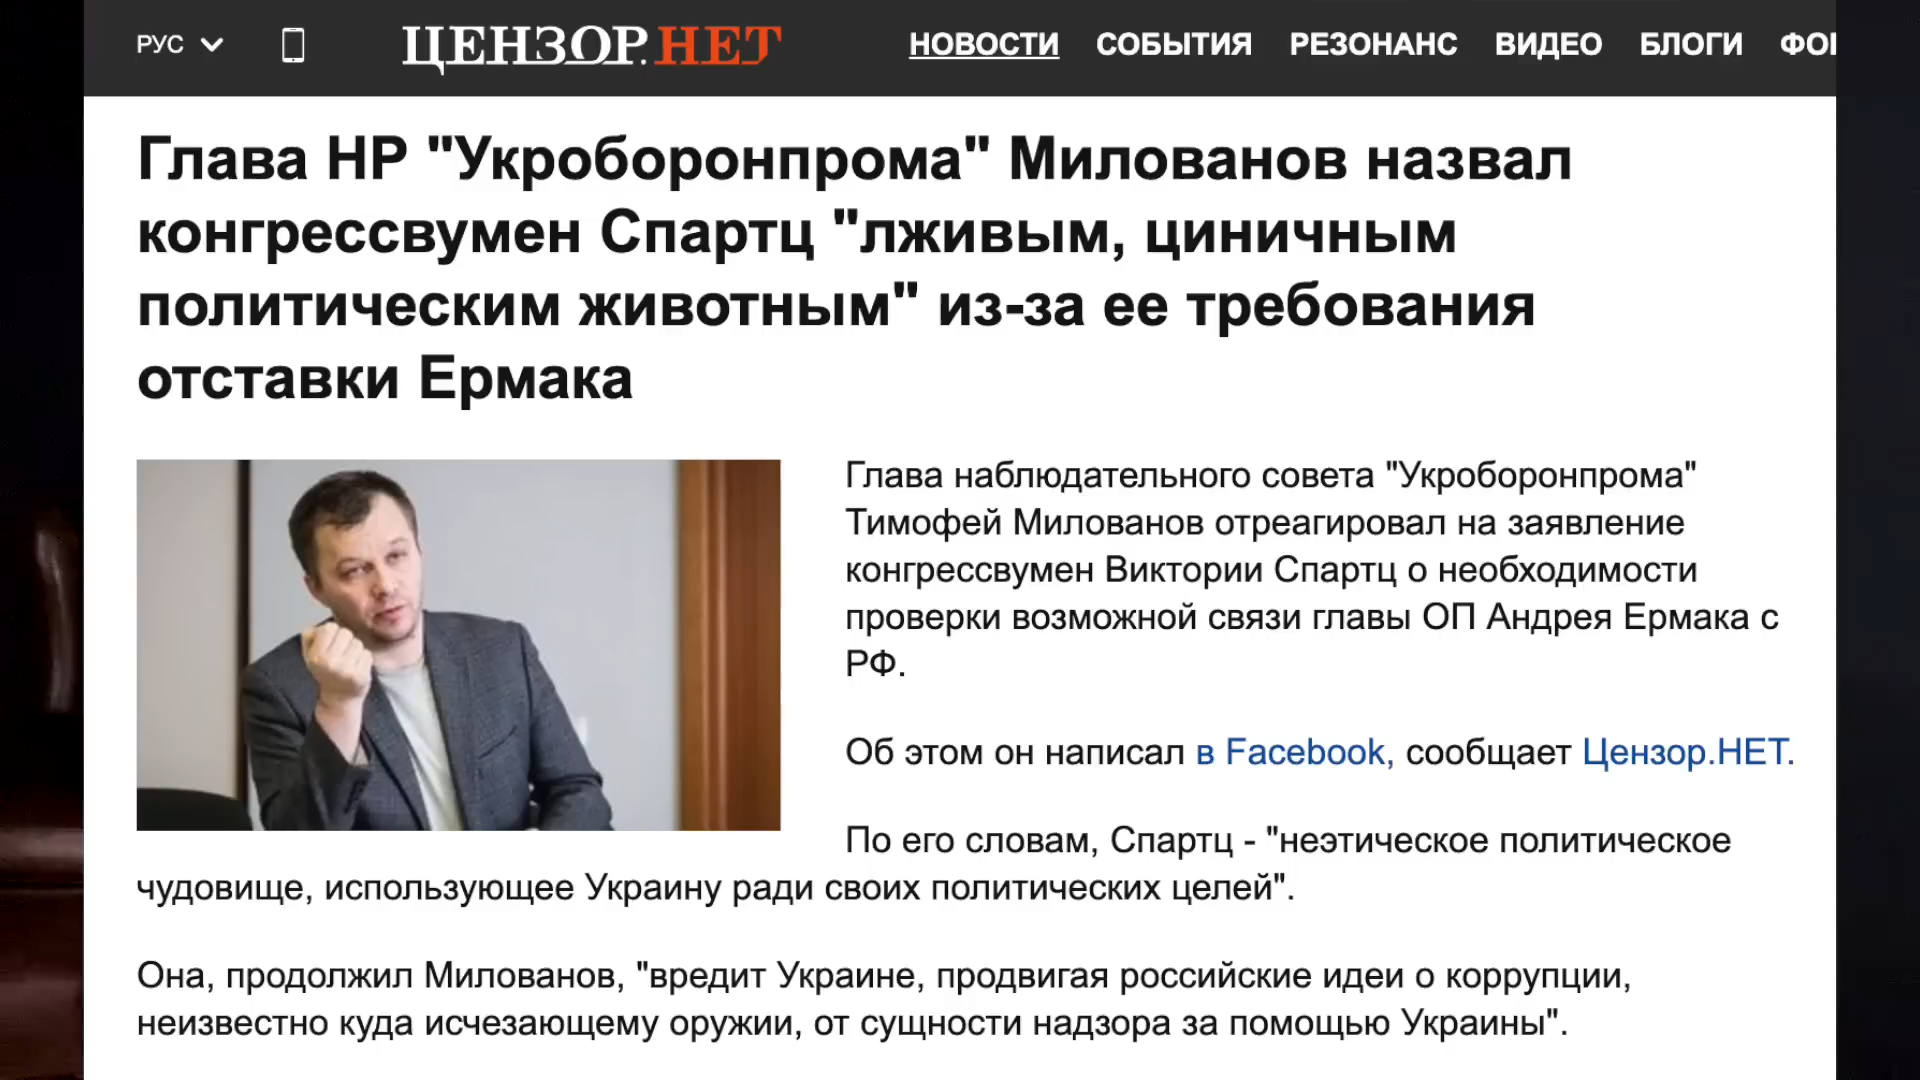 РУС
ЦЕНЗОР.НЕТ
НОВОСТИ СОБЫТИЯ РЕЗОНАНС ВИДЕО БЛОГИ
Глава НР "Укроборонпрома" Милованов назвал
конгрессвумен Спартц "лживым, циничным
политическим животным" из-за ее требования
отставки Ермака
Глава наблюдательного совета "Укроборонпрома"
Тимофей Милованов отреагировал на заявление
конгрессвумен Виктории Спартц о необходимости
проверки возможной связи главы ОП Андрея Ермака с
РФ.
Об этом он написал в Facebook, сообщает Цензор.НЕТ.
По его словам, Спартц - "неэтическое политическое
чудовище, использующее Украину ради своих политических целей".
Она, продолжил Милованов, "вредит Украине, продвигая российские идеи о коррупции,
неизвестно куда исчезающему оружии, от сущности надзора за помощью Украины".